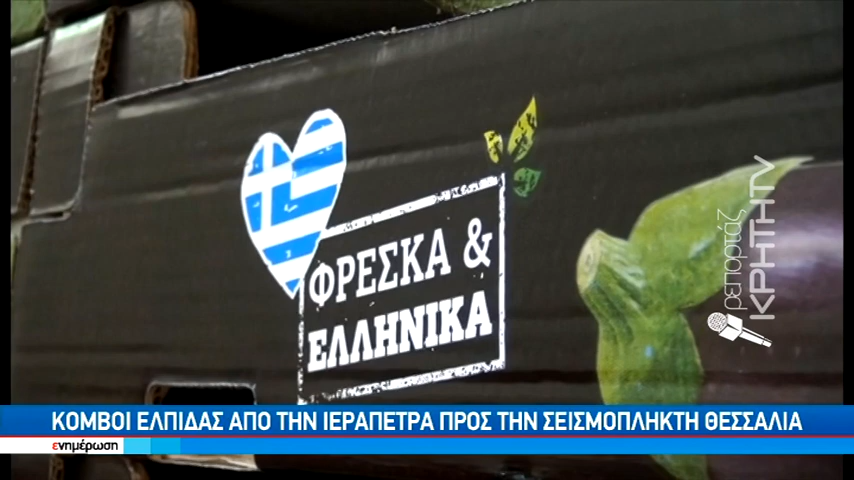 ΦΡΕΣΚΑ &
ΕΛΛΗΝΙΚΑ
ρεπορτάζ
ΚΡΗΤΗTV
ΚΟΜΒΟΙ ΕΛΠΙΔΑΣ ΑΠΟ ΤΗΝ ΙΕΡΑΠΕΤΡΑ ΠΡΟΣ ΤΗΝ ΣΕΙΣΜΟΠΛΗΚΤΗ ΘΕΣΣΑΛΙΑ
ενημέρωση